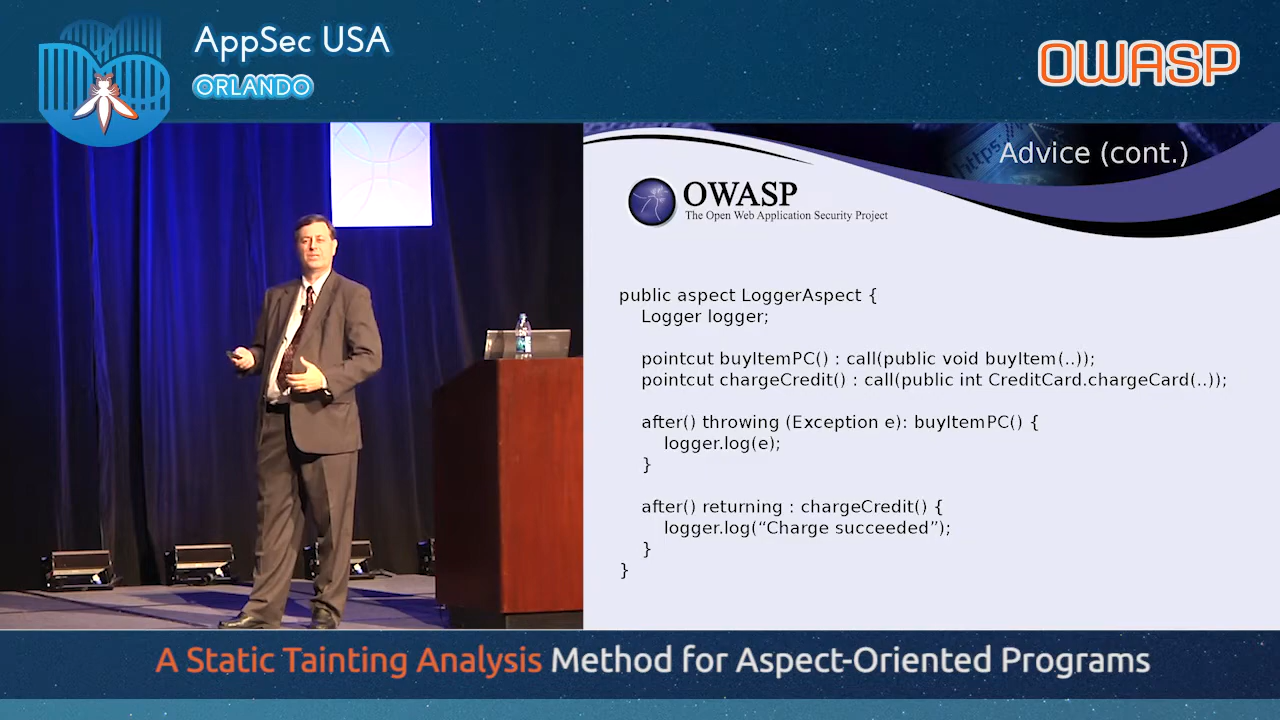 AppSec USA
ORLANDO
OWASP
Advice (cont.)
https:/
OWASP
The Open Web Application Security Project
public aspect LoggerAspect {
Logger logger;
pointcut buyItemPC() : call(public void buyItem(..));
pointcut chargeCredit() : call(public int CreditCard.chargeCard(..));
after() throwing (Exception e): buyItemPC() {
logger.log(e);
}
after() returning : chargeCredit() {
logger.log(“Charge succeeded”);
}
}
A Static Tainting Analysis Method for Aspect-Oriented Programs